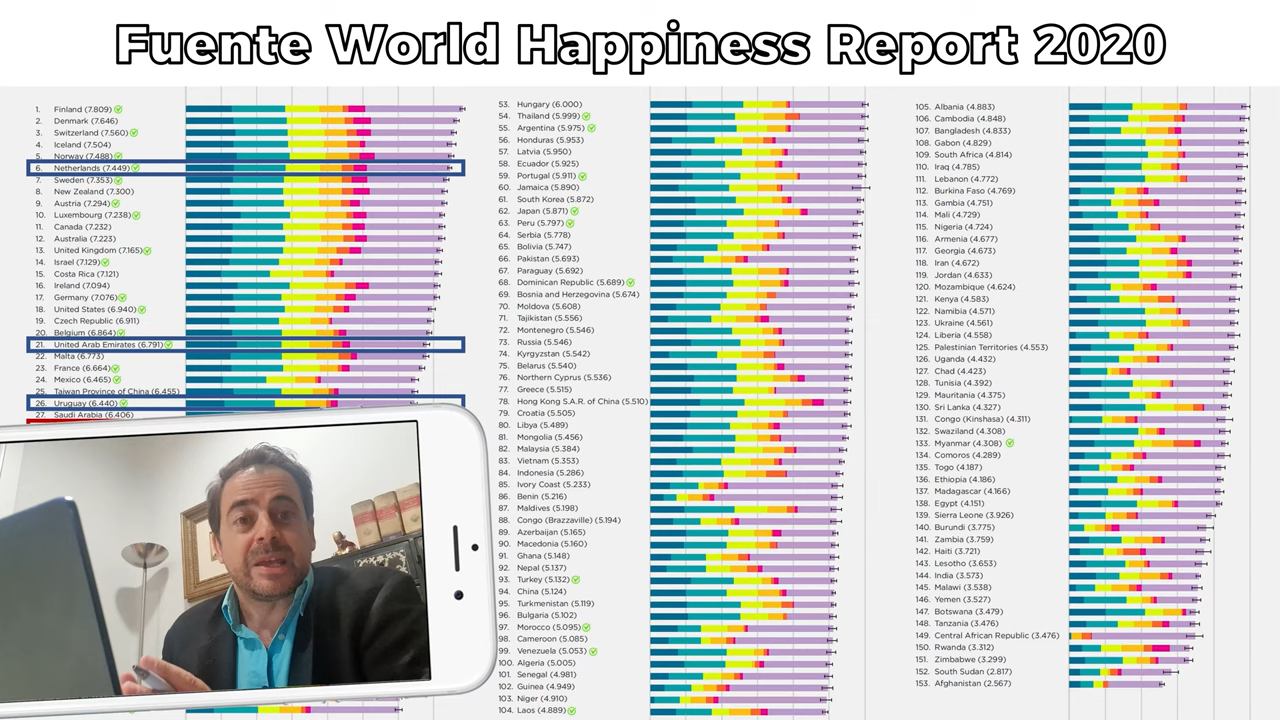 Fuente World Happiness Report 2020
1. Finland (7.809)
2. Denmark (7.646)
3. Switzerland (7.560)
4. Iceland (7.504)
5. Norway (7.488)
6. Netherlands (7.449)
7. Sweden (7.353)
8. New Zealand (7.300)
9. Austria (7.294)
10. Luxembourg (7.238)
11. Canada (7.232)
12. Australia (7.223)
13. United Kingdom (7.165)
14. Israel (7.129)
15. Costa Rica (7.121)
16. Ireland (7.094)
17. Germany (7.076)
18. United States (6.940)
19. Czech Republic (6.911)
20. Belgium (6.864)
21. United Arab Emirates (6.791)
22. Malta (6.773)
23. France (6.664)
24. Mexico (6.465)
25. Taiwan Province of China (6.455)
26. Uruguay (6.440)
27. Saudi Arabia (6.406)
53. Hungary (6.000)
54. Thailand (5.999)
55. Argentina (5.975)
56. Honduras (5.953)
57. Latvia (5.950)
58. Ecuador (5.925)
59. Portugal (5.911)
60. Jamaica (5.890)
61. South Korea (5.872)
62. Japan (5.871)
63. Peru (5.797)
64. Serbia (5.778)
65. Bolivia (5.747)
66. Pakistan (5.693)
67. Paraguay (5.692)
68. Dominican Republic (5.689)
69. Bosnia and Herzegovina (5.674)
70. Moldova (5.608)
71. Tajikistan (5.556)
72. Montenegro (5.546)
73. Russia (5.546)
74. Kyrgyzstan (5.542)
75. Belarus (5.540)
76. Northern Cyprus (5.536)
77. Greece (5.515)
78. Hong Kong S.A.R. of China (5.510)
79. Croatia (5.505)
80. Libya (5.489)
81. Mongolia (5.456)
82. Malaysia (5.384)
83. Vietnam (5.353)
84. Indonesia (5.286)
85. Ivory Coast (5.233)
86. Benin (5.216)
87. Maldives (5.198)
88. Congo (Brazzaville) (5.194)
89. Azerbaijan (5.165)
90. Macedonia (5.160)
91. Ghana (5.148)
92. Nepal (5.137)
93. Turkey (5.132)
94. China (5.124)
95. Turkmenistan (5.119)
96. Bulgaria (5.102)
97. Morocco (5.095)
98. Cameroon (5.085)
99. Venezuela (5.053)
100. Algeria (5.005)
101. Senegal (4.981)
102. Guinea (4.949)
103. Niger (4.910)
104. Laos (4.889)
105. Albania (4.883)
106. Cambodia (4.848)
107. Bangladesh (4.833)
108. Gabon (4.829)
109. South Africa (4.814)
110. Iraq (4.785)
111. Lebanon (4.772)
112. Burkina Faso (4.769)
113. Gambia (4.751)
114. Mali (4.729)
115. Nigeria (4.724)
116. Armenia (4.677)
117. Georgia (4.673)
118. Iran (4.672)
119. Jordan (4.633)
120. Mozambique (4.624)
121. Kenya (4.583)
122. Namibia (4.571)
123. Ukraine (4.561)
124. Liberia (4.558)
125. Palestinian Territories (4.553)
126. Uganda (4.432)
127. Chad (4.423)
128. Tunisia (4.392)
129. Mauritania (4.375)
130. Sri Lanka (4.327)
131. Congo (Kinshasa) (4.311)
132. Swaziland (4.308)
133. Myanmar (4.308)
134. Comoros (4.289)
135. Togo (4.187)
136. Ethiopia (4.186)
137. Madagascar (4.166)
138. Egypt (4.151)
139. Sierra Leone (3.926)
140. Burundi (3.775)
141. Zambia (3.759)
142. Haiti (3.721)
143. Lesotho (3.653)
144. India (3.573)
145. Malawi (3.538)
146. Yemen (3.527)
147. Botswana (3.479)
148. Tanzania (3.476)
149. Central African Republic (3.476)
150. Rwanda (3.312)
151. Zimbabwe (3.299)
152. South Sudan (2.817)
153. Afghanistan (2.567)